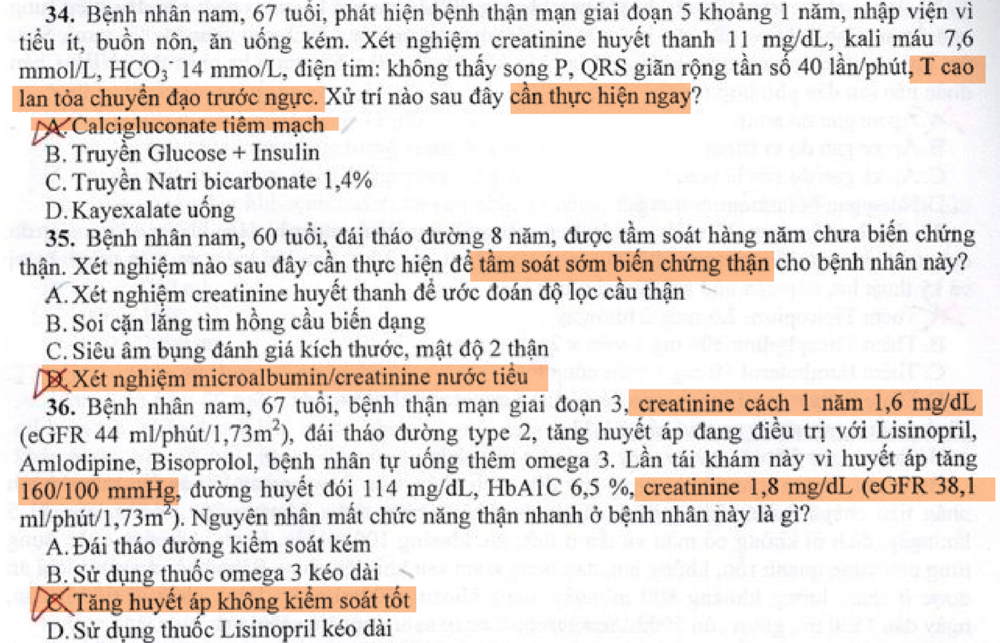 34. Bệnh nhân nam, 67 tuổi, phát hiện bệnh thận mạn giai đoạn 5 khoảng 1 năm, nhập viện vì
tiểu ít, buồn nôn, ăn uống kém. Xét nghiệm creatinine huyết thanh 11 mg/dL, kali máu 7,6
mmol/L, HCO₃⁻ 14 mmo/L, điện tim: không thấy sóng P, QRS giãn rộng tần số 40 lần/phút, T cao
lan tỏa chuyển đạo trước ngực. Xử trí nào sau đây cần thực hiện ngay?
A. Calcigluconate tiêm mạch
B. Truyền Glucose + Insulin
C. Truyền Natri bicarbonate 1,4%
D. Kayexalate uống
35. Bệnh nhân nam, 60 tuổi, đái tháo đường 8 năm, được tầm soát hàng năm chưa biến chứng
thận. Xét nghiệm nào sau đây cần thực hiện để tầm soát sớm biến chứng thận cho bệnh nhân này?
A. Xét nghiệm creatinine huyết thanh để ước đoán độ lọc cầu thận
B. Soi cặn lắng tìm hồng cầu biến dạng
C. Siêu âm bụng đánh giá kích thước, mật độ 2 thận
D. Xét nghiệm microalbumin/creatinine nước tiểu
36. Bệnh nhân nam, 67 tuổi, bệnh thận mạn giai đoạn 3, creatinine cách 1 năm 1,6 mg/dL
(eGFR 44 ml/phút/1,73m²), đái tháo đường type 2, tăng huyết áp đang điều trị với Lisinopril,
Amlodipine, Bisoprolol, bệnh nhân tự uống thêm omega 3. Lần tái khám này vì huyết áp tăng
160/100 mmHg, đường huyết đói 114 mg/dL, HbA1C 6,5 %, creatinine 1,8 mg/dL (eGFR 38,1
ml/phút/1,73m²). Nguyên nhân mất chức năng thận nhanh ở bệnh nhân này là gì?
A. Đái tháo đường kiểm soát kém
B. Sử dụng thuốc omega 3 kéo dài
C. Tăng huyết áp không kiểm soát tốt
D. Sử dụng thuốc Lisinopril kéo dài